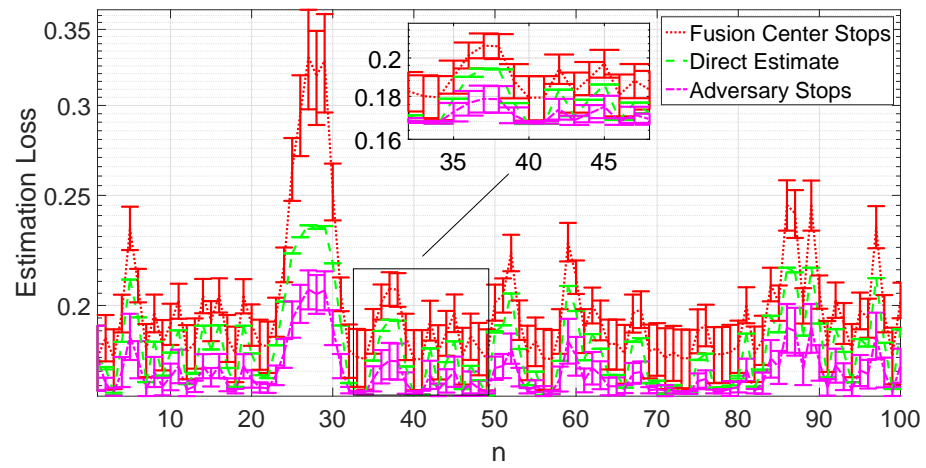 0.35
0.3
0.25
0.2
Estimation Loss
0.2
0.18
0.16
35 40 45
Fusion Center Stops
Direct Estimate
Adversary Stops
10 20 30 40 50 60 70 80 90 100
n